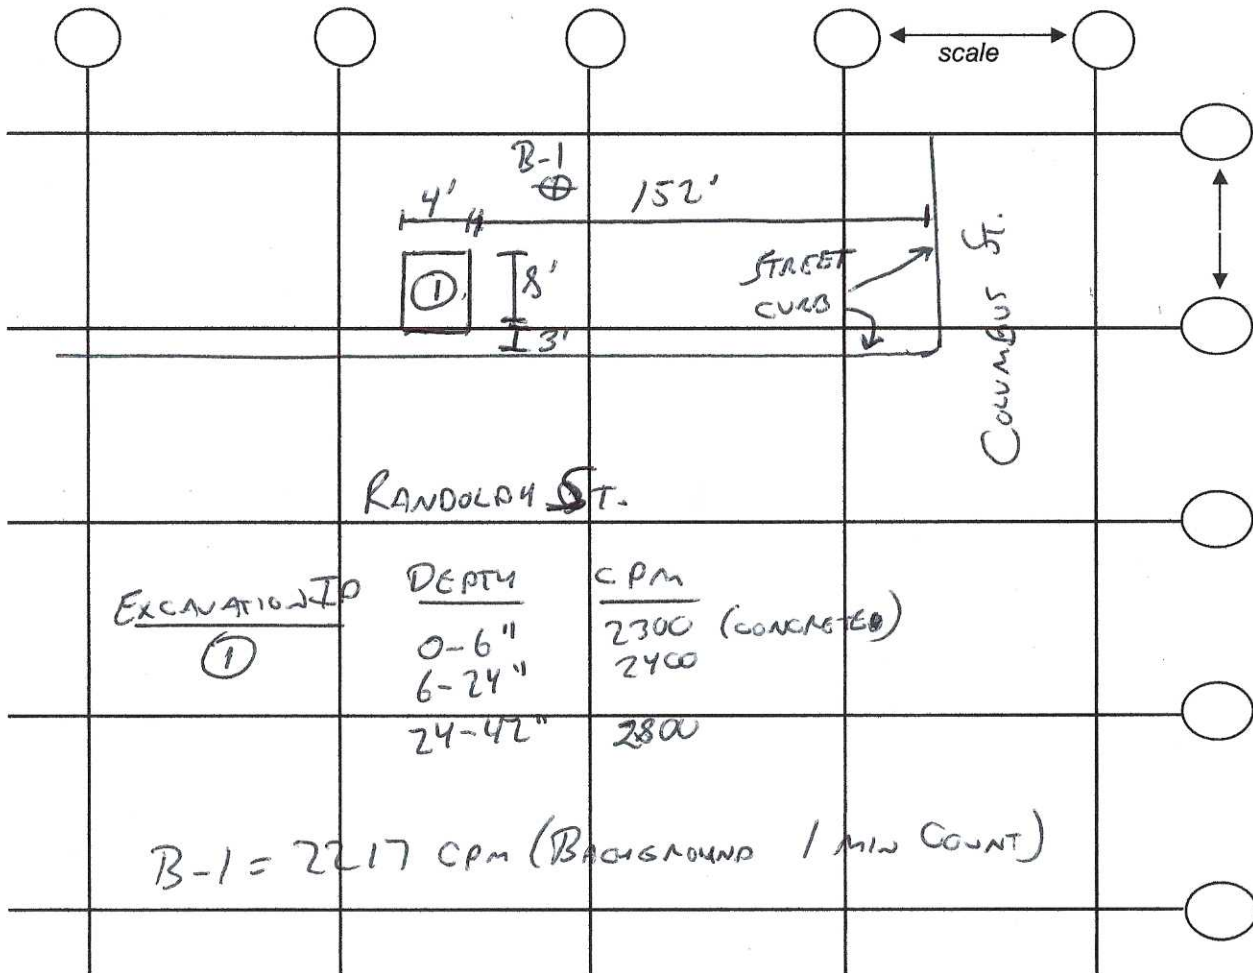 scale
B-1
4'
152'
①
8'
3'
STREET
CURB
COLUMBUS ST.
RANDOLPH ST.
EXCAVATION ID DEPTH CPM
① 0-6" 2300 (CONCRETE)
6-24" 2400
24-42" 2800
B-1 = 2217 CPM (BACKGROUND 1 MIN COUNT)